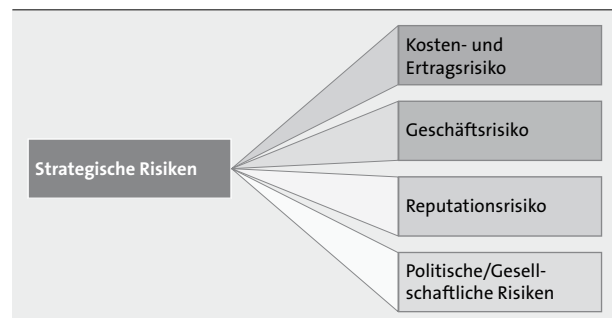 Kosten- und
Ertragsrisiko
Geschäftsrisiko
Strategische Risiken
Reputationsrisiko
Politische/Gesell-
schaftliche Risiken